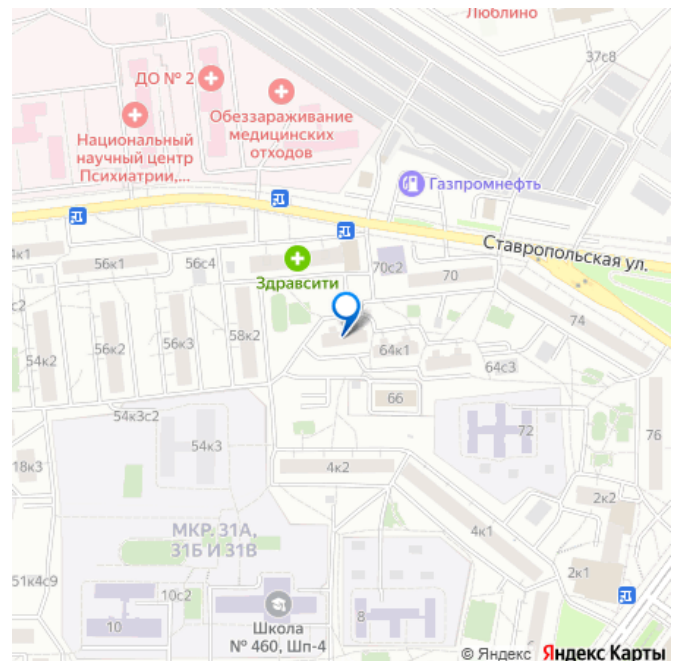 Люблино
37с8
ДО № 2
Обеззараживание
медицинских
отходов
Национальный
научный центр
Психиатрии,...
Газпромнефть
Ставропольская ул.
4к1
56к1
56с4
Здравсити
70с2
70
74
с2
54к2
56к2
56к3
58к2
64к1
64с3
66
54к3с2
54к3
72
76
18к3
4к2
2к2
МКР. 31А,
31Б И 31В
4к1
51к4с9
10с2
2к1
10
Школа
№ 460, Шп-4
8
© Яндекс Яндекс Карты